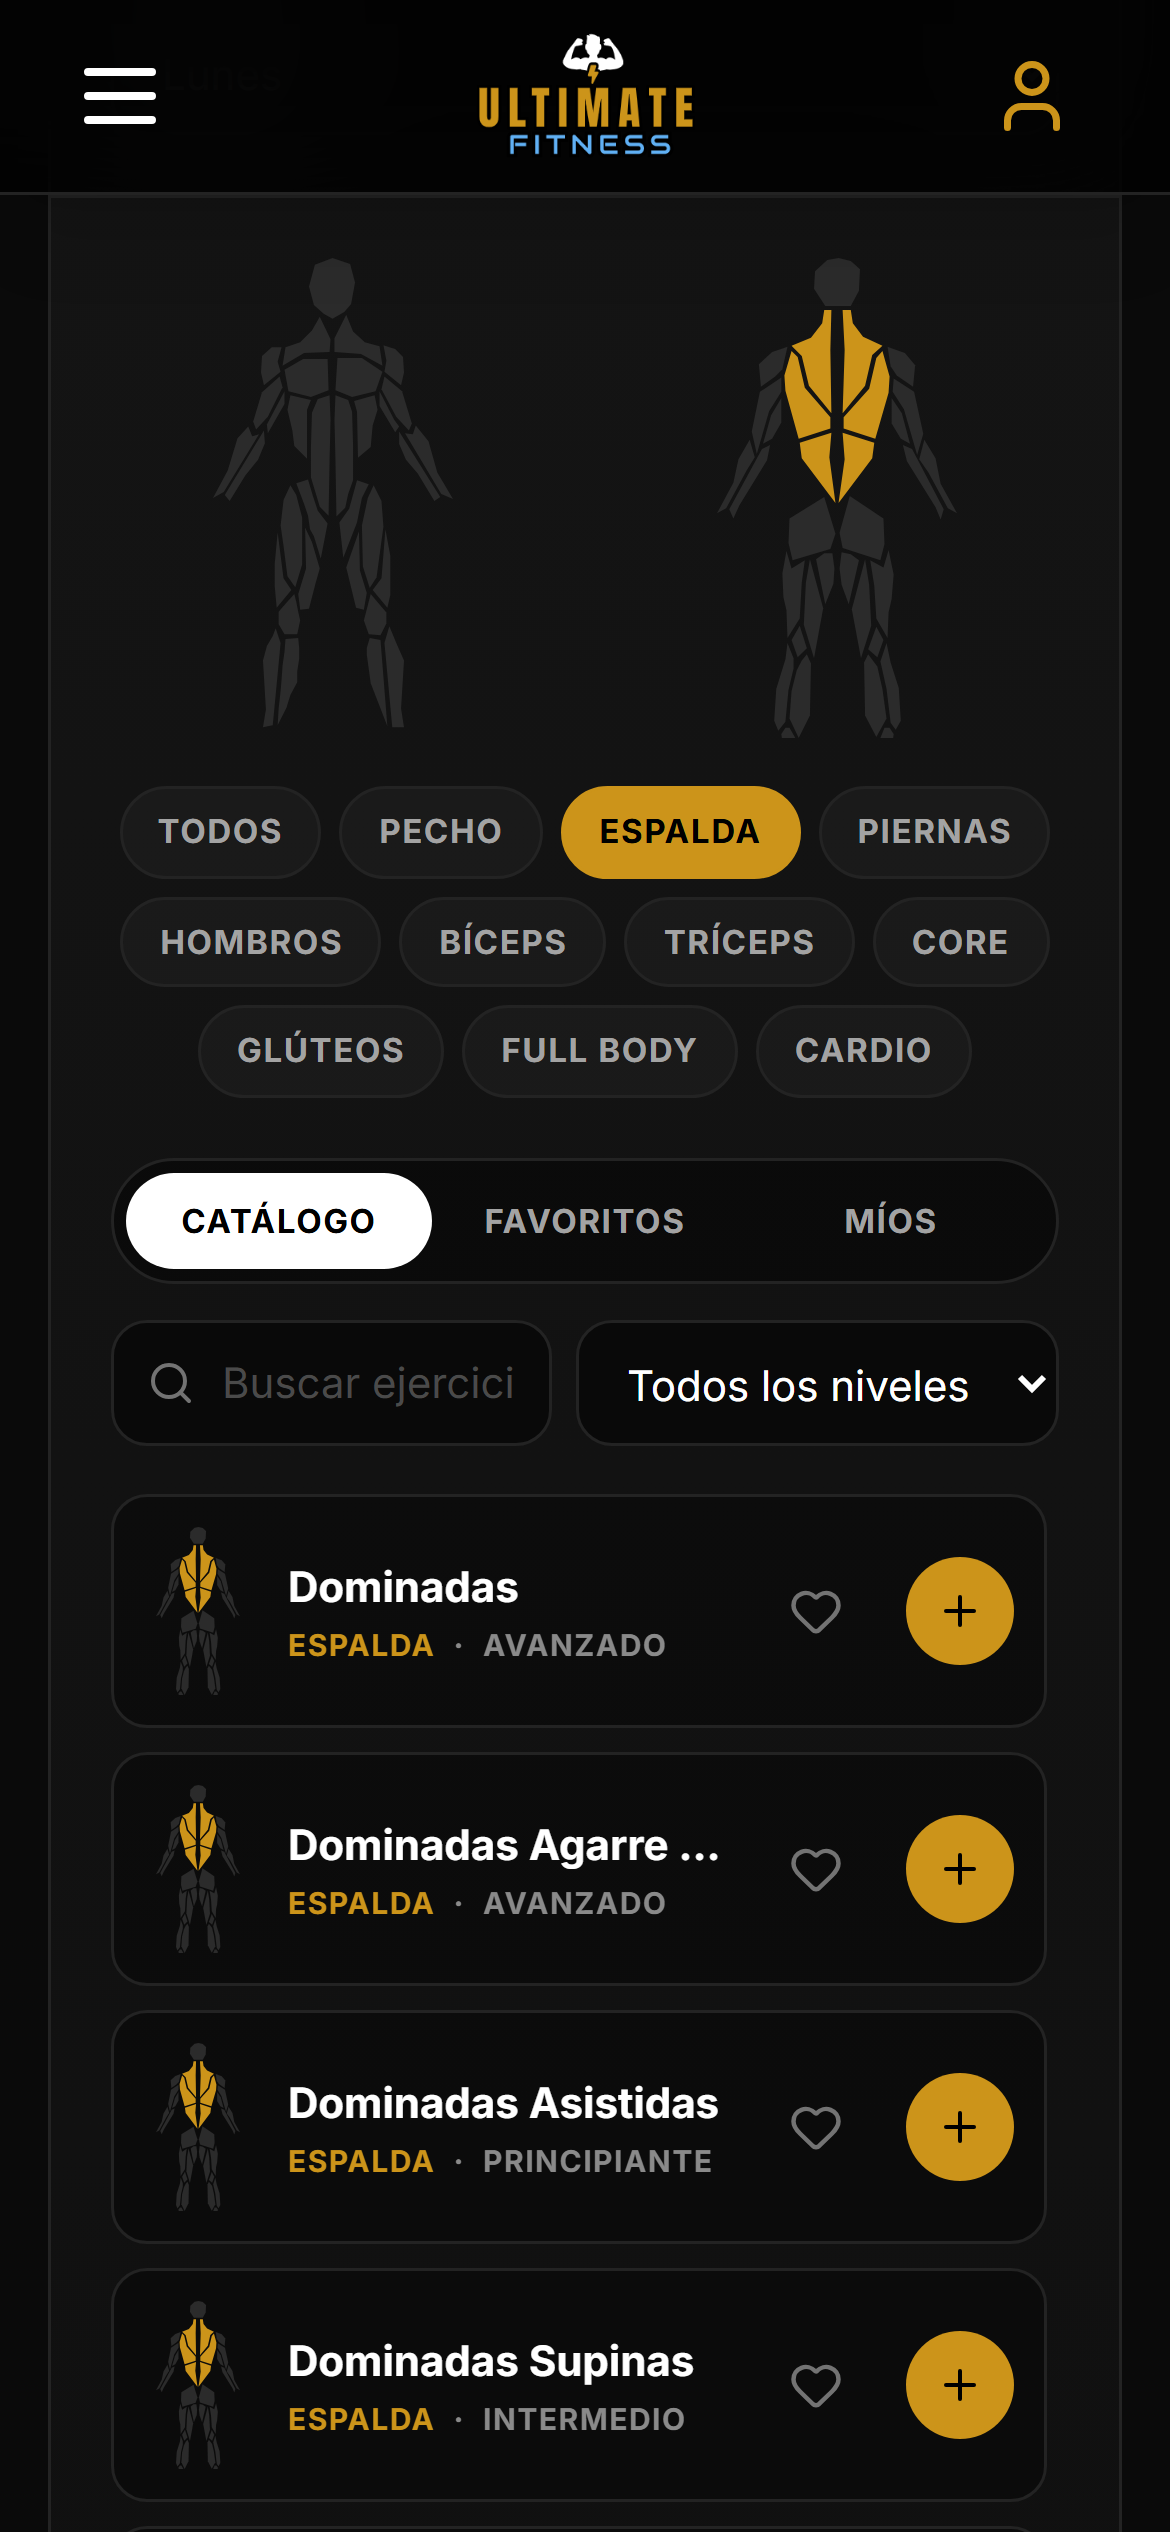 ULTIMATE
FITNESS
TODOS PECHO ESPALDA PIERNAS
HOMBROS BÍCEPS TRÍCEPS CORE
GLÚTEOS FULL BODY CARDIO
CATÁLOGO FAVORITOS MÍOS
Buscar ejercici Todos los niveles
Dominadas
ESPALDA · AVANZADO
Dominadas Agarre ...
ESPALDA · AVANZADO
Dominadas Asistidas
ESPALDA · PRINCIPIANTE
Dominadas Supinas
ESPALDA · INTERMEDIO